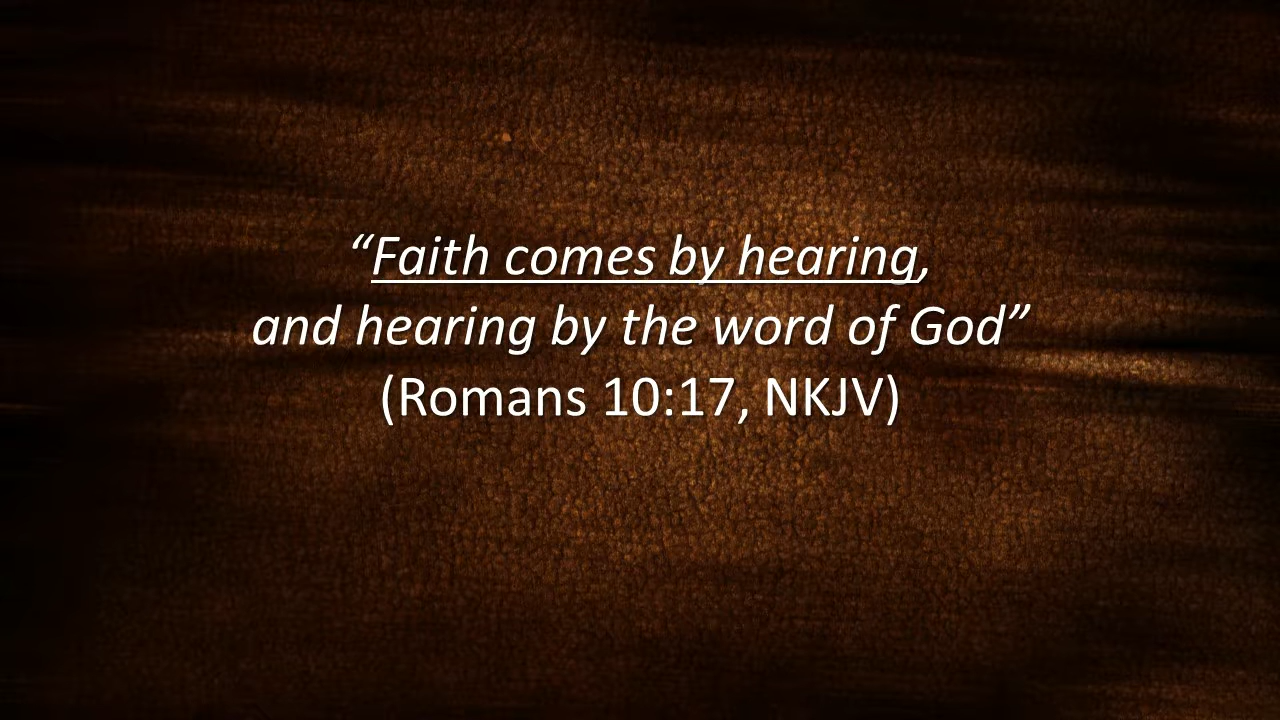 “Faith comes by hearing,
and hearing by the word of God”
(Romans 10:17, NKJV)